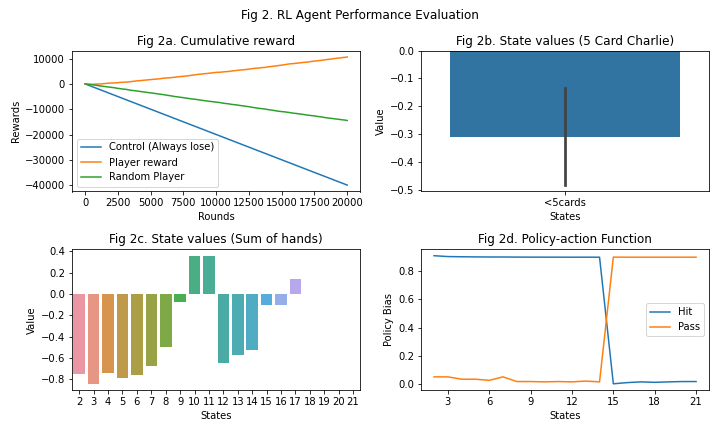 Fig 2. RL Agent Performance Evaluation
Fig 2a. Cumulative reward
Rewards
10000
0
−10000
−20000
−30000
−40000
Control (Always lose)
Player reward
Random Player
0 2500 5000 7500 10000 12500 15000 17500 20000
Rounds
Fig 2b. State values (5 Card Charlie)
Value
0.0
−0.1
−0.2
−0.3
−0.4
−0.5
<5cards
States
Fig 2c. State values (Sum of hands)
Value
0.4
0.2
0.0
−0.2
−0.4
−0.6
−0.8
2 3 4 5 6 7 8 9 10 11 12 13 14 15 16 17 18 19 20 21
States
Fig 2d. Policy-action Function
Policy Bias
0.8
0.6
0.4
0.2
0.0
Hit
Pass
3 6 9 12 15 18 21
States